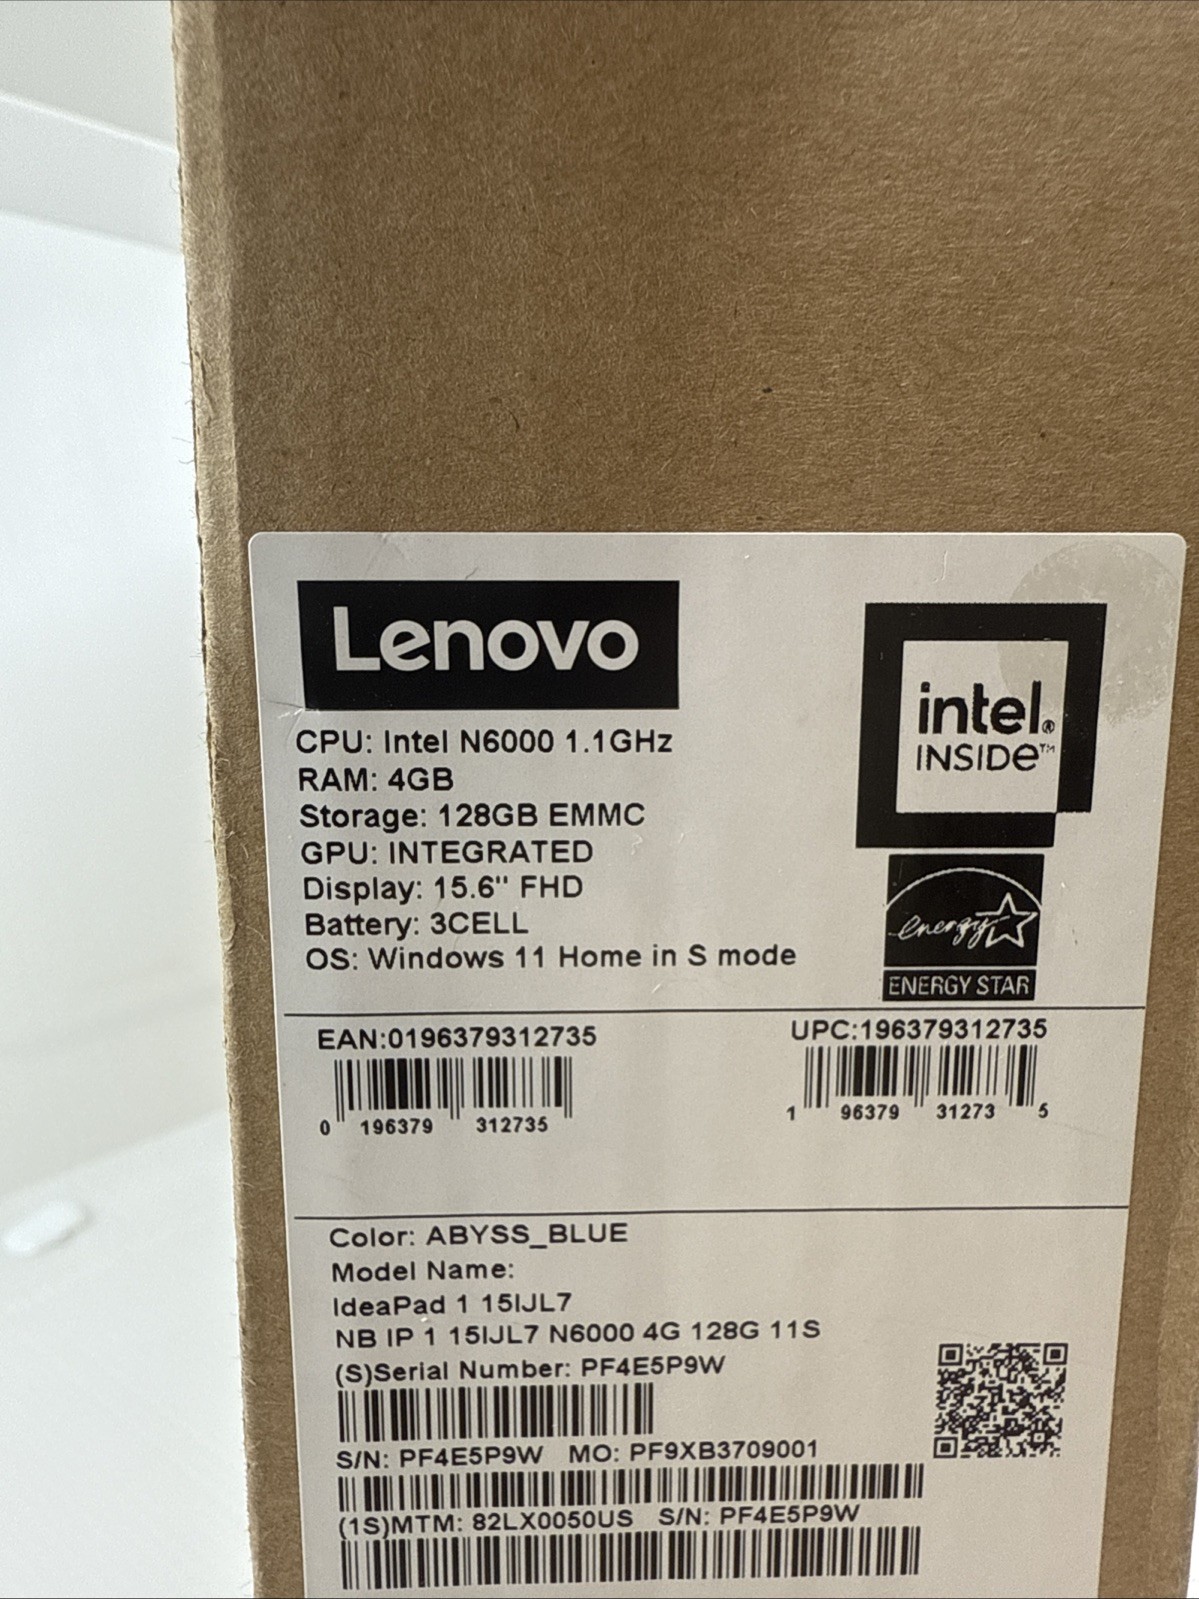 Lenovo
intel®
INSIDE™
CPU: Intel N6000 1.1GHz
RAM: 4GB
Storage: 128GB EMMC
GPU: INTEGRATED
Display: 15.6" FHD
Battery: 3CELL
OS: Windows 11 Home in S mode
energy
ENERGY STAR
EAN:0196379312735
UPC:196379312735
0 196379 312735
1 96379 31273 5
Color: ABYSS_BLUE
Model Name:
IdeaPad 1 15IJL7
NB IP 1 15IJL7 N6000 4G 128G 11S
(S)Serial Number: PF4E5P9W
S/N: PF4E5P9W MO: PF9XB3709001
(1S)MTM: 82LX0050US S/N: PF4E5P9W